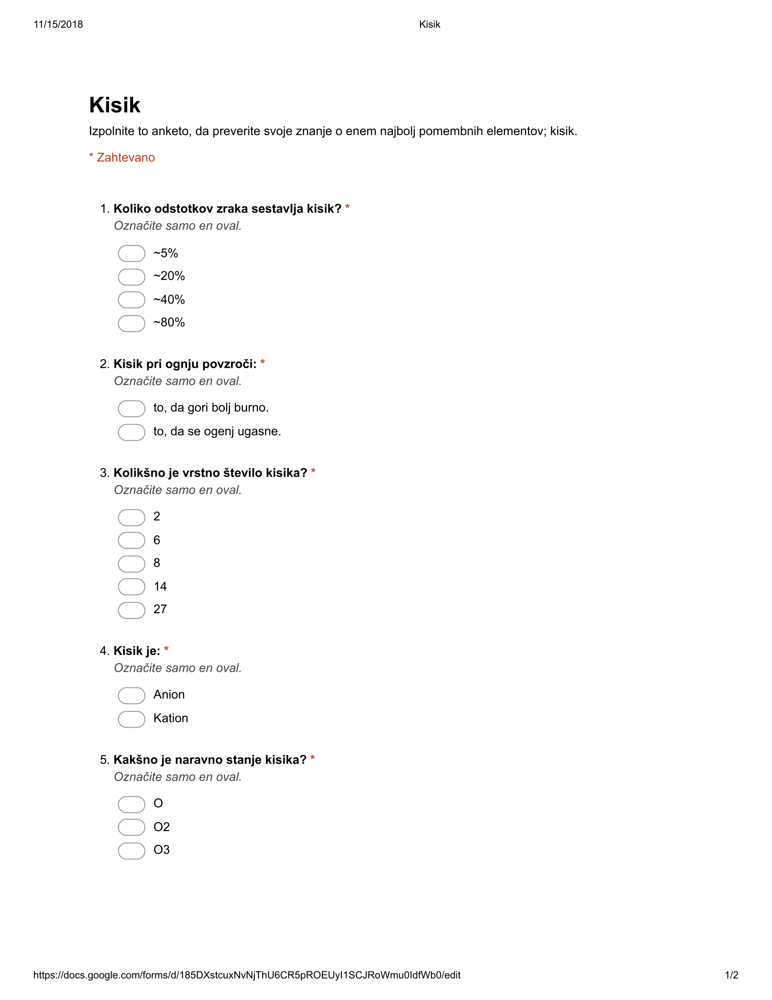 11/15/2018 Kisik
Kisik
Izpolnite to anketo, da preverite svoje znanje o enem najbolj pomembnih elementov; kisik.
* Zahtevano
1. Koliko odstotkov zraka sestavlja kisik? *
Označite samo en oval.
~5%
~20%
~40%
~80%
2. Kisik pri ognju povzroči: *
Označite samo en oval.
to, da gori bolj burno.
to, da se ogenj ugasne.
3. Kolikšno je vrstno število kisika? *
Označite samo en oval.
2
6
8
14
27
4. Kisik je: *
Označite samo en oval.
Anion
Kation
5. Kakšno je naravno stanje kisika? *
Označite samo en oval.
O
O2
O3
https://docs.google.com/forms/d/185DXstcuxNvNjThU6CR5pROEUyI1SCJRoWmu0IdfWb0/edit 1/2